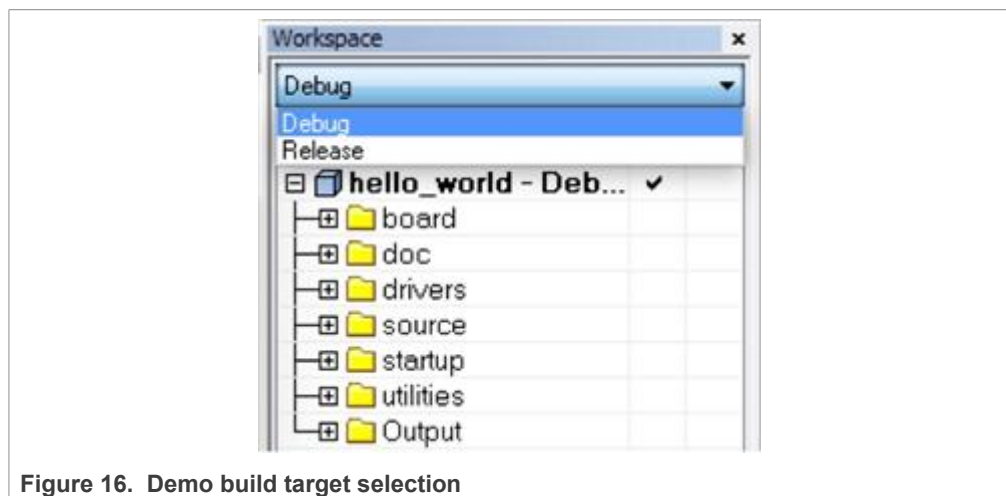 Workspace
Debug
Debug
Release
hello_world - Deb...
board
doc
drivers
source
startup
utilities
Output
Figure 16. Demo build target selection